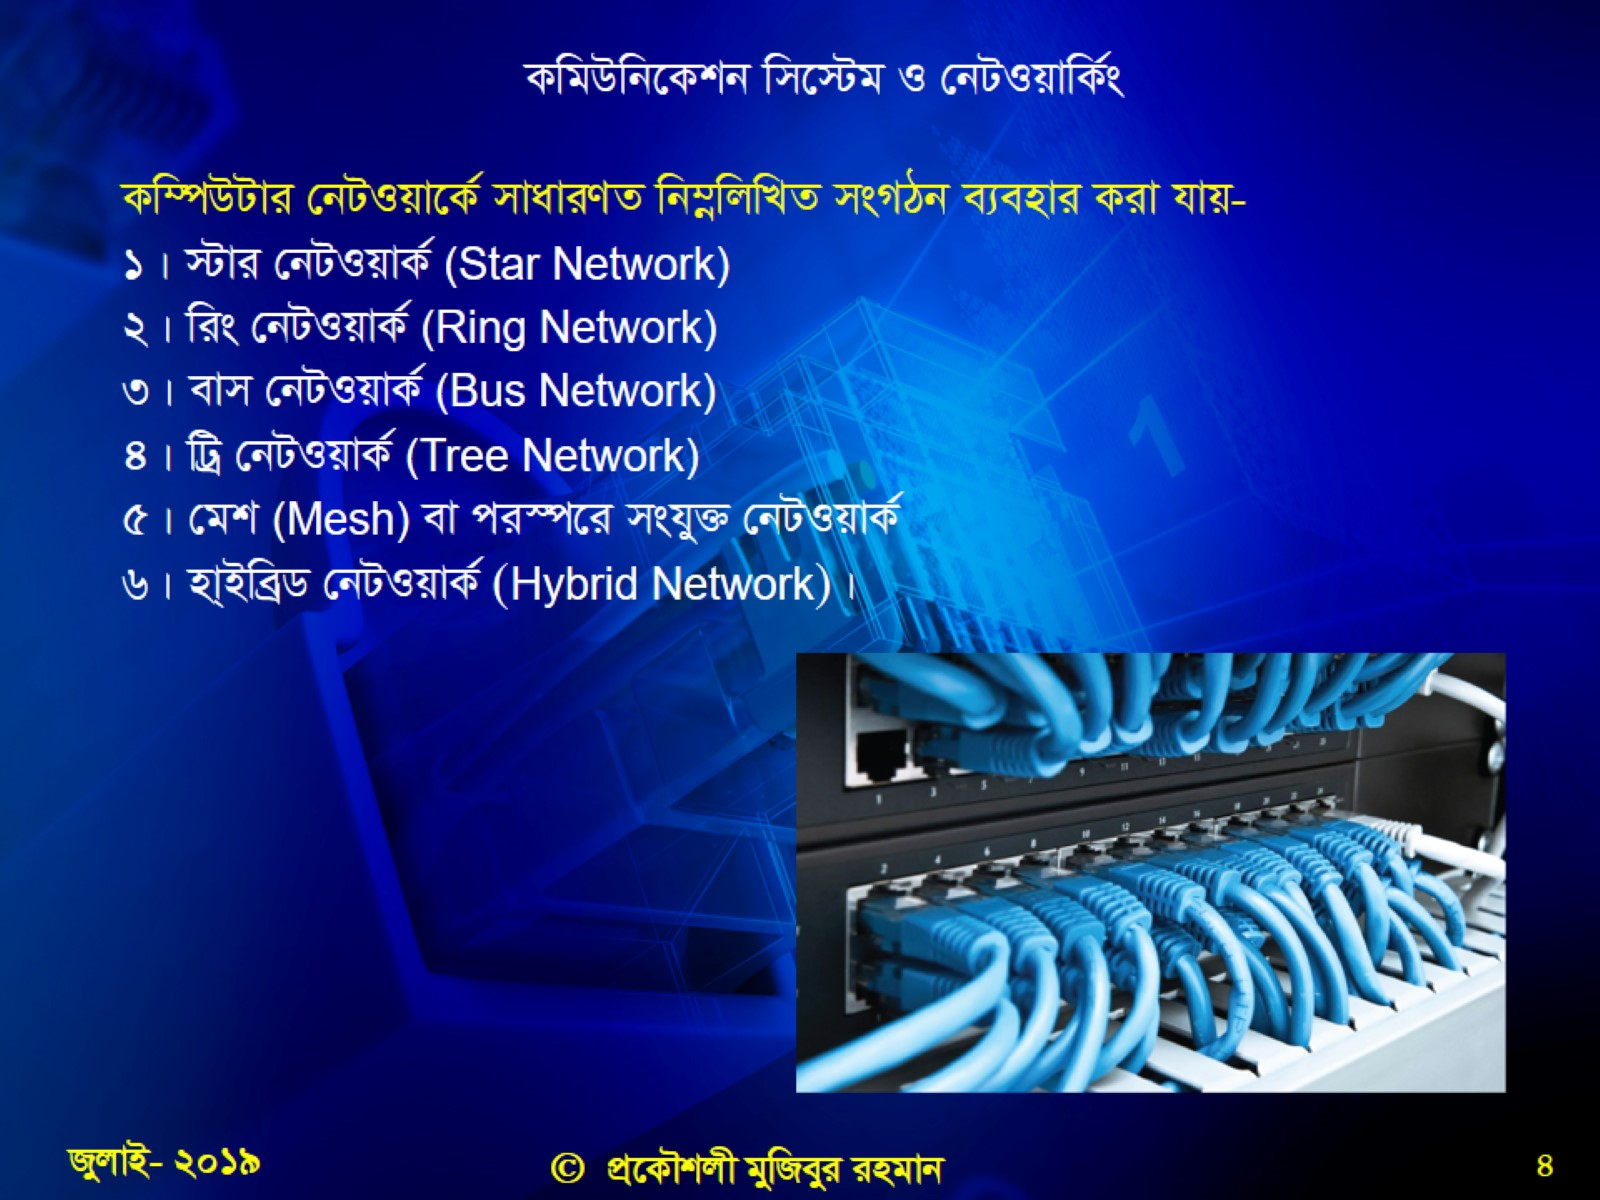 কমিউনিকেশন সিস্টেম ও নেটওয়ার্কিং
কম্পিউটার নেটওয়ার্কে সাধারণত নিম্নলিখিত সংগঠন ব্যবহার করা যায়-
১। স্টার নেটওয়ার্ক (Star Network)
২। রিং নেটওয়ার্ক (Ring Network)
৩। বাস নেটওয়ার্ক (Bus Network)
৪। ট্রি নেটওয়ার্ক (Tree Network)
৫। মেশ (Mesh) বা পরস্পরে সংযুক্ত নেটওয়ার্ক
৬। হা্ইব্রিড নেটওয়ার্ক (Hybrid Network)।
জুলাই- ২০১৯
© প্রকৌশলী মুজিবুর রহমান
8